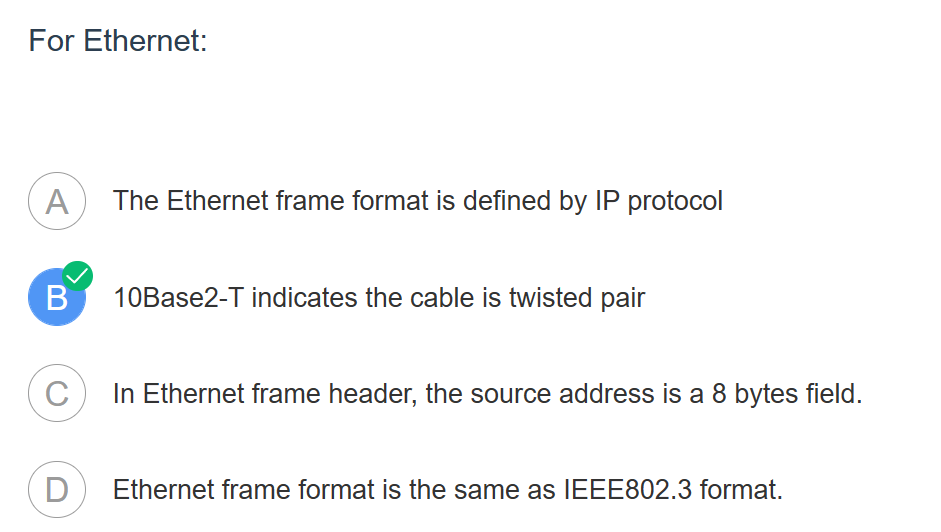 For Ethernet:
A The Ethernet frame format is defined by IP protocol
B 10Base2-T indicates the cable is twisted pair
C In Ethernet frame header, the source address is a 8 bytes field.
D Ethernet frame format is the same as IEEE802.3 format.